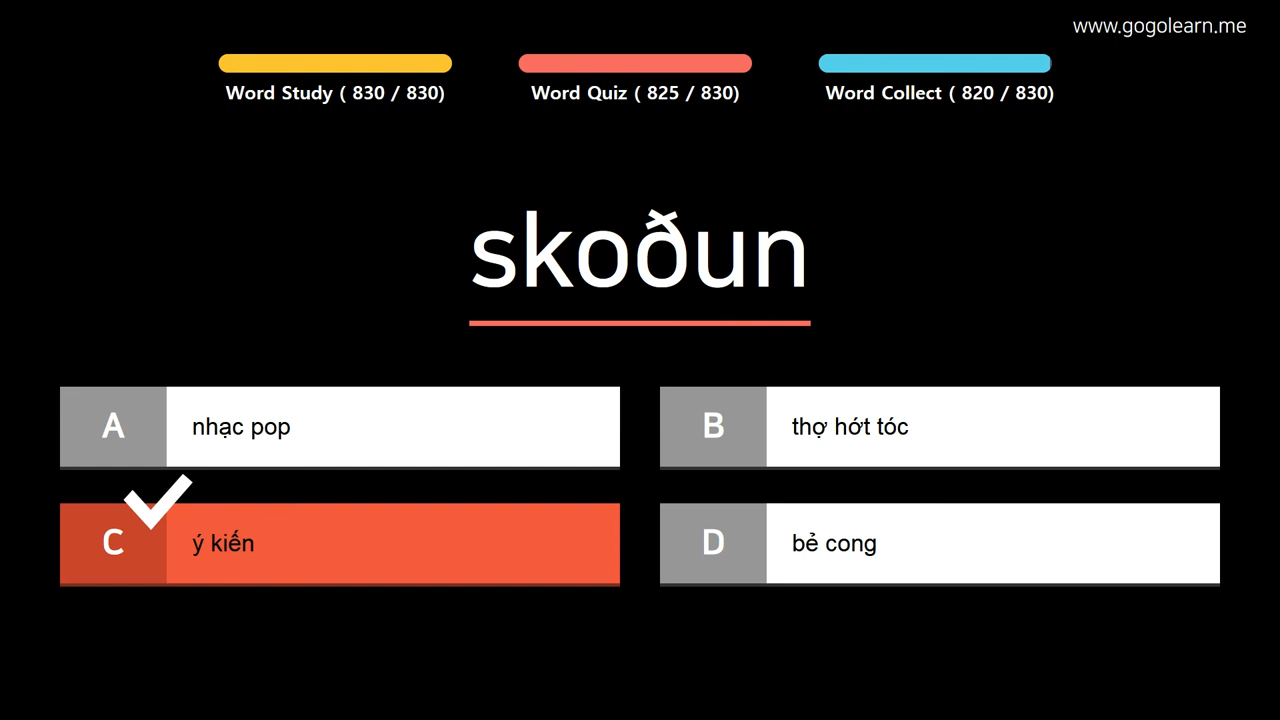 www.gogolearn.me
Word Study ( 830 / 830)
Word Quiz ( 825 / 830)
Word Collect ( 820 / 830)
skoðun
A
nhạc pop
B
thợ hớt tóc
C
ý kiến
D
bẻ cong